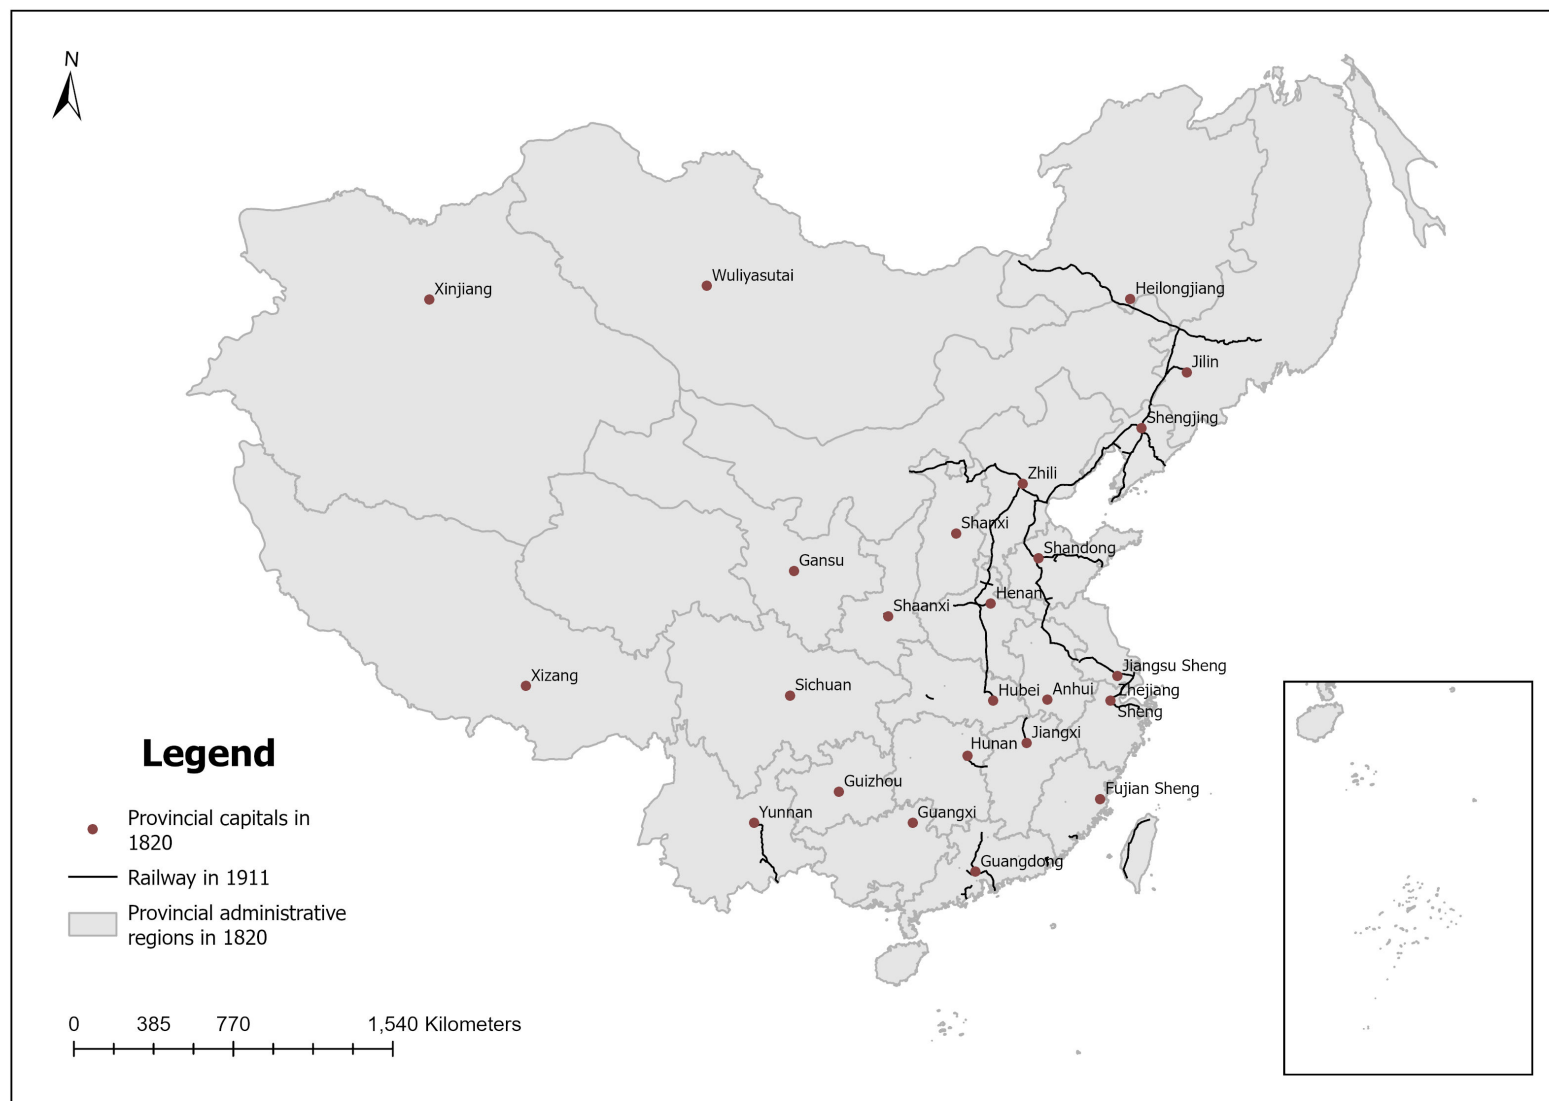 N
Xinjiang
Wuliyasutai
Heilongjiang
Jilin
Shengjing
Zhili
Shanxi
Shandong
Gansu
Henan
Shaanxi
Xizang
Sichuan
Jiangsu Sheng
Hubei
Anhui
Zhejiang
Sheng
Hunan
Jiangxi
Guizhou
Fujian Sheng
Yunnan
Guangxi
Guangdong
Legend
Provincial capitals in
1820
Railway in 1911
Provincial administrative
regions in 1820
0 385 770 1,540 Kilometers